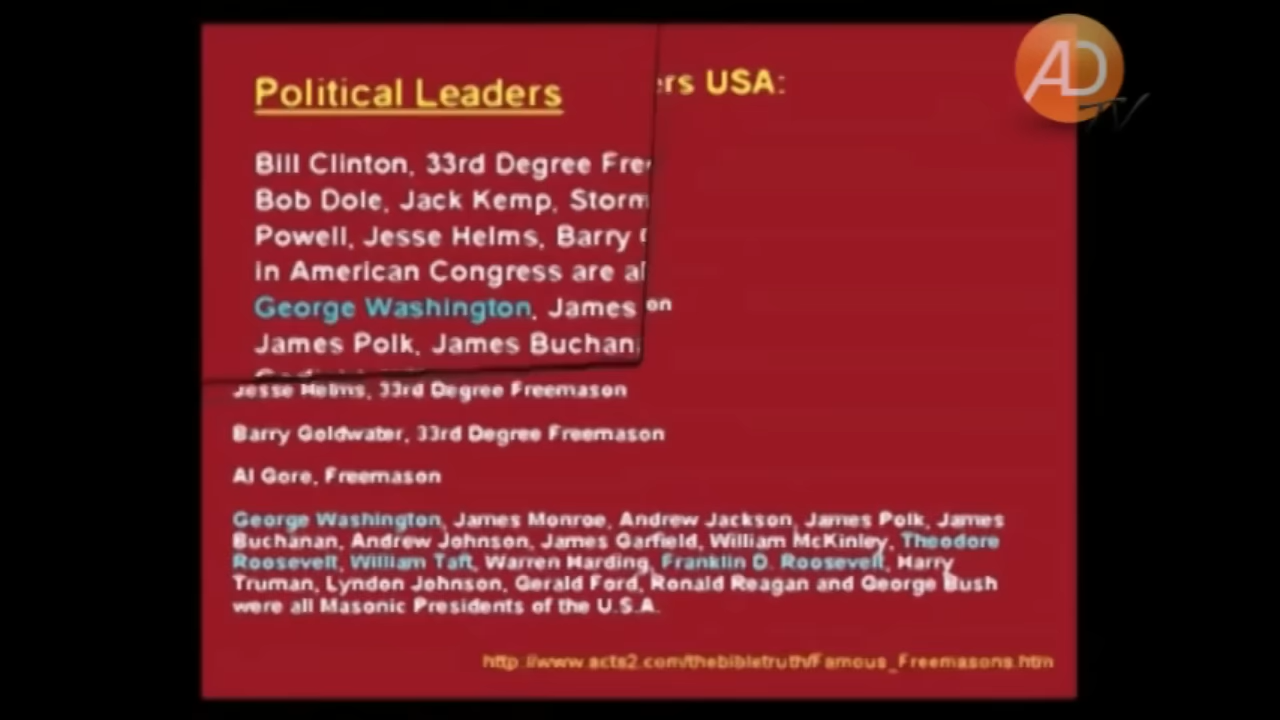 AD
TV
Political Leaders
ers USA:
Bill Clinton, 33rd Degree Free
Bob Dole, Jack Kemp, Storm
Powell, Jesse Helms, Barry
in American Congress are al
George Washington, James
on
James Polk, James Buchan
Jesse Helms, 33rd Degree Freemason
Barry Goldwater, 33rd Degree Freemason
Al Gore, Freemason
George Washington, James Monroe, Andrew Jackson, James Polk, James
Buchanan, Andrew Johnson, James Garfield, William McKinley, Theodore
Roosevelt, William Taft, Warren Harding, Franklin D. Roosevelt, Harry
Truman, Lyndon Johnson, Gerald Ford, Ronald Reagan and George Bush
were all Masonic Presidents of the U.S.A.
http://www.acts2.com/thebibletruth/Famous_Freemasons.htm